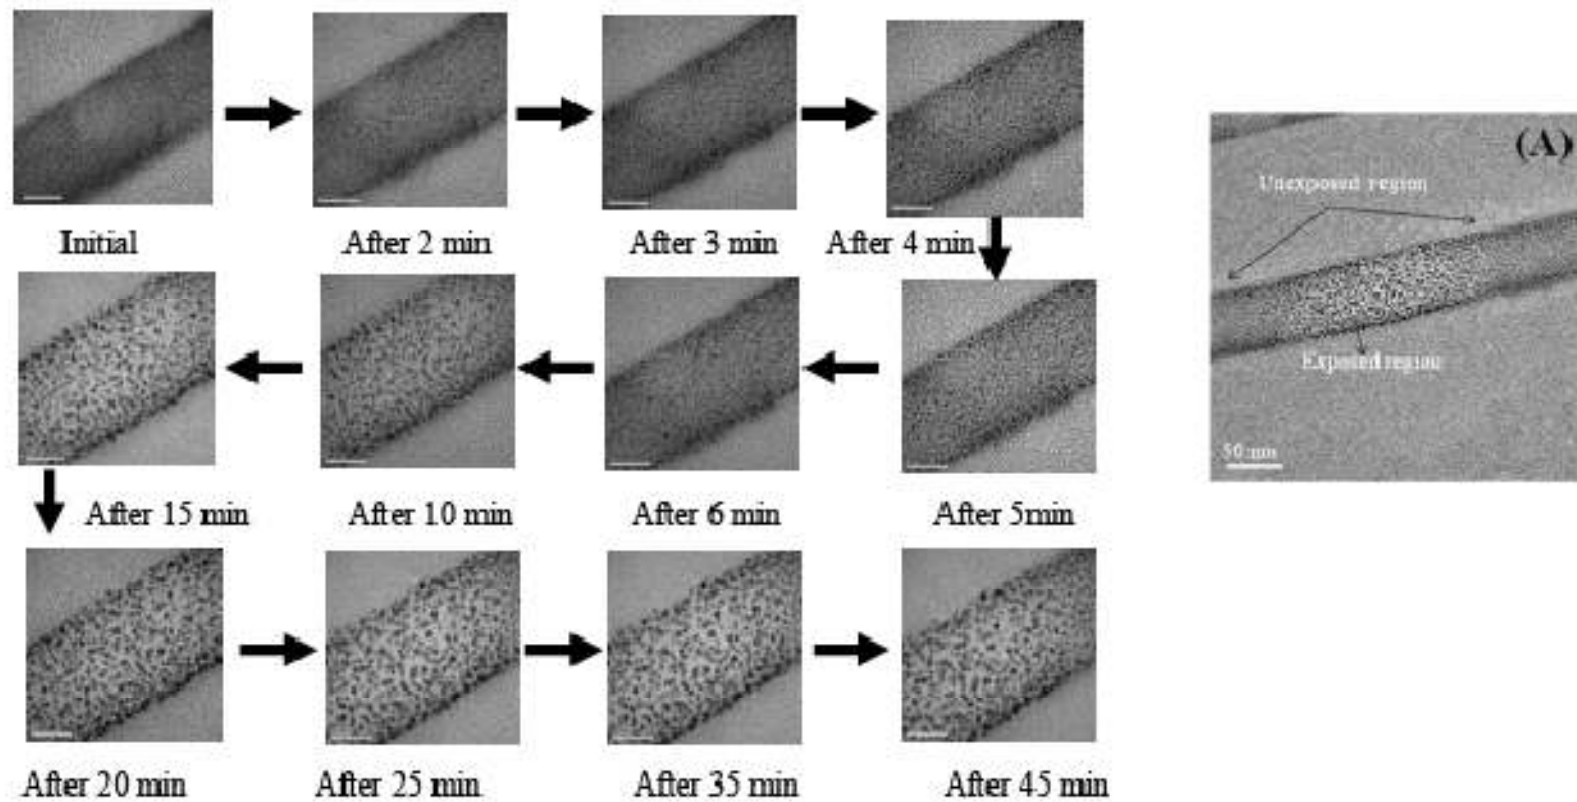 Initial
After 2 min
After 3 min
After 4 min
(A)
Unexposed region
Exposed region
50 nm
After 15 min
After 10 min
After 6 min
After 5min
After 20 min
After 25 min
After 35 min
After 45 min